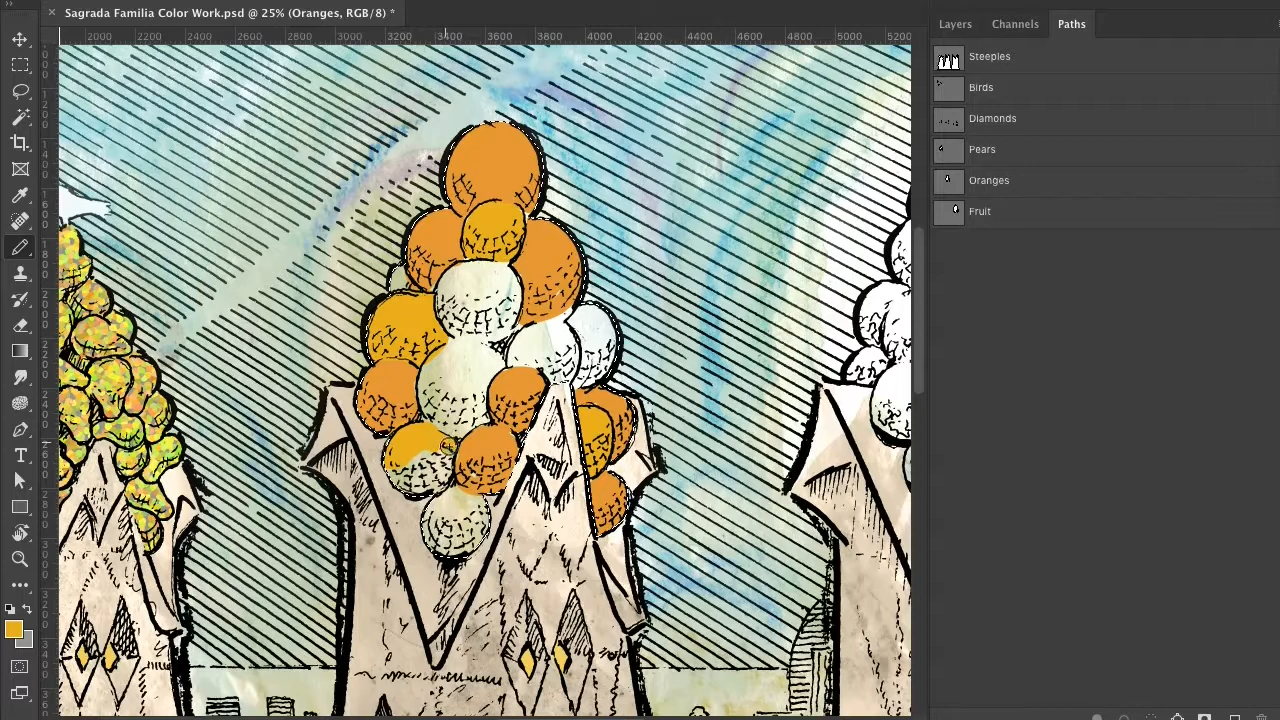 Sagrada Familia Color Work.psd @ 25% (Oranges, RGB/8) *
Layers Channels Paths
2000 2200 2400 2600 2800 3000 3200 3400 3600 3800 4000 4200 4400 4600 4800 5000 5200
Steeples
Birds
Diamonds
Pears
Oranges
Fruit